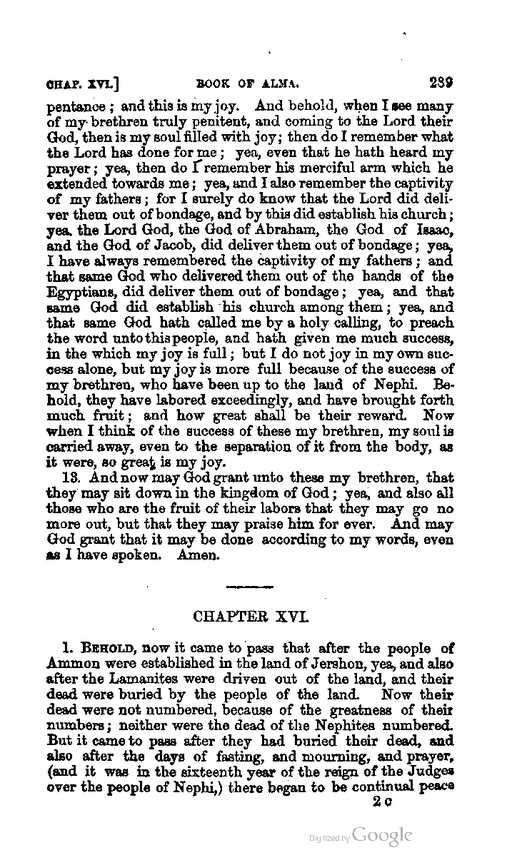 CHAP. XVI.] BOOK OF ALMA. 239
pentance; and this is my joy. And behold, when I see many
of my brethren truly penitent, and coming to the Lord their
God, then is my soul filled with joy; then do I remember what
the Lord has done for me; yea, even that he hath heard my
prayer; yea, then do I remember his merciful arm which he
extended towards me; yea, and I also remember the captivity
of my fathers; for I surely do know that the Lord did deli-
ver them out of bondage, and by this did establish his church;
yea, the Lord God, the God of Abraham, the God of Isaac,
and the God of Jacob, did deliver them out of bondage; yea,
I have always remembered the captivity of my fathers; and
that same God who delivered them out of the hands of the
Egyptians, did deliver them out of bondage; yea, and that
same God did establish his church among them; yea, and
that same God hath called me by a holy calling, to preach
the word unto this people, and hath given me much success,
in the which my joy is full; but I do not joy in my own suc-
cess alone, but my joy is more full because of the success of
my brethren, who have been up to the land of Nephi. Be-
hold, they have labored exceedingly, and have brought forth
much fruit; and how great shall be their reward. Now
when I think of the success of these my brethren, my soul is
carried away, even to the separation of it from the body, as
it were, so great is my joy.
13. And now may God grant unto these my brethren, that
they may sit down in the kingdom of God; yea, and also all
those who are the fruit of their labors that they may go no
more out, but that they may praise him for ever. And may
God grant that it may be done according to my words, even
as I have spoken. Amen.
CHAPTER XVI.
1. BEHOLD, now it came to pass that after the people of
Ammon were established in the land of Jershon, yea, and also
after the Lamanites were driven out of the land, and their
dead were buried by the people of the land. Now their
dead were not numbered, because of the greatness of their
numbers; neither were the dead of the Nephites numbered.
But it came to pass after they had buried their dead, and
also after the days of fasting, and mourning, and prayer,
(and it was in the sixteenth year of the reign of the Judges
over the people of Nephi,) there began to be continual peace
2 C
Digitized by Google